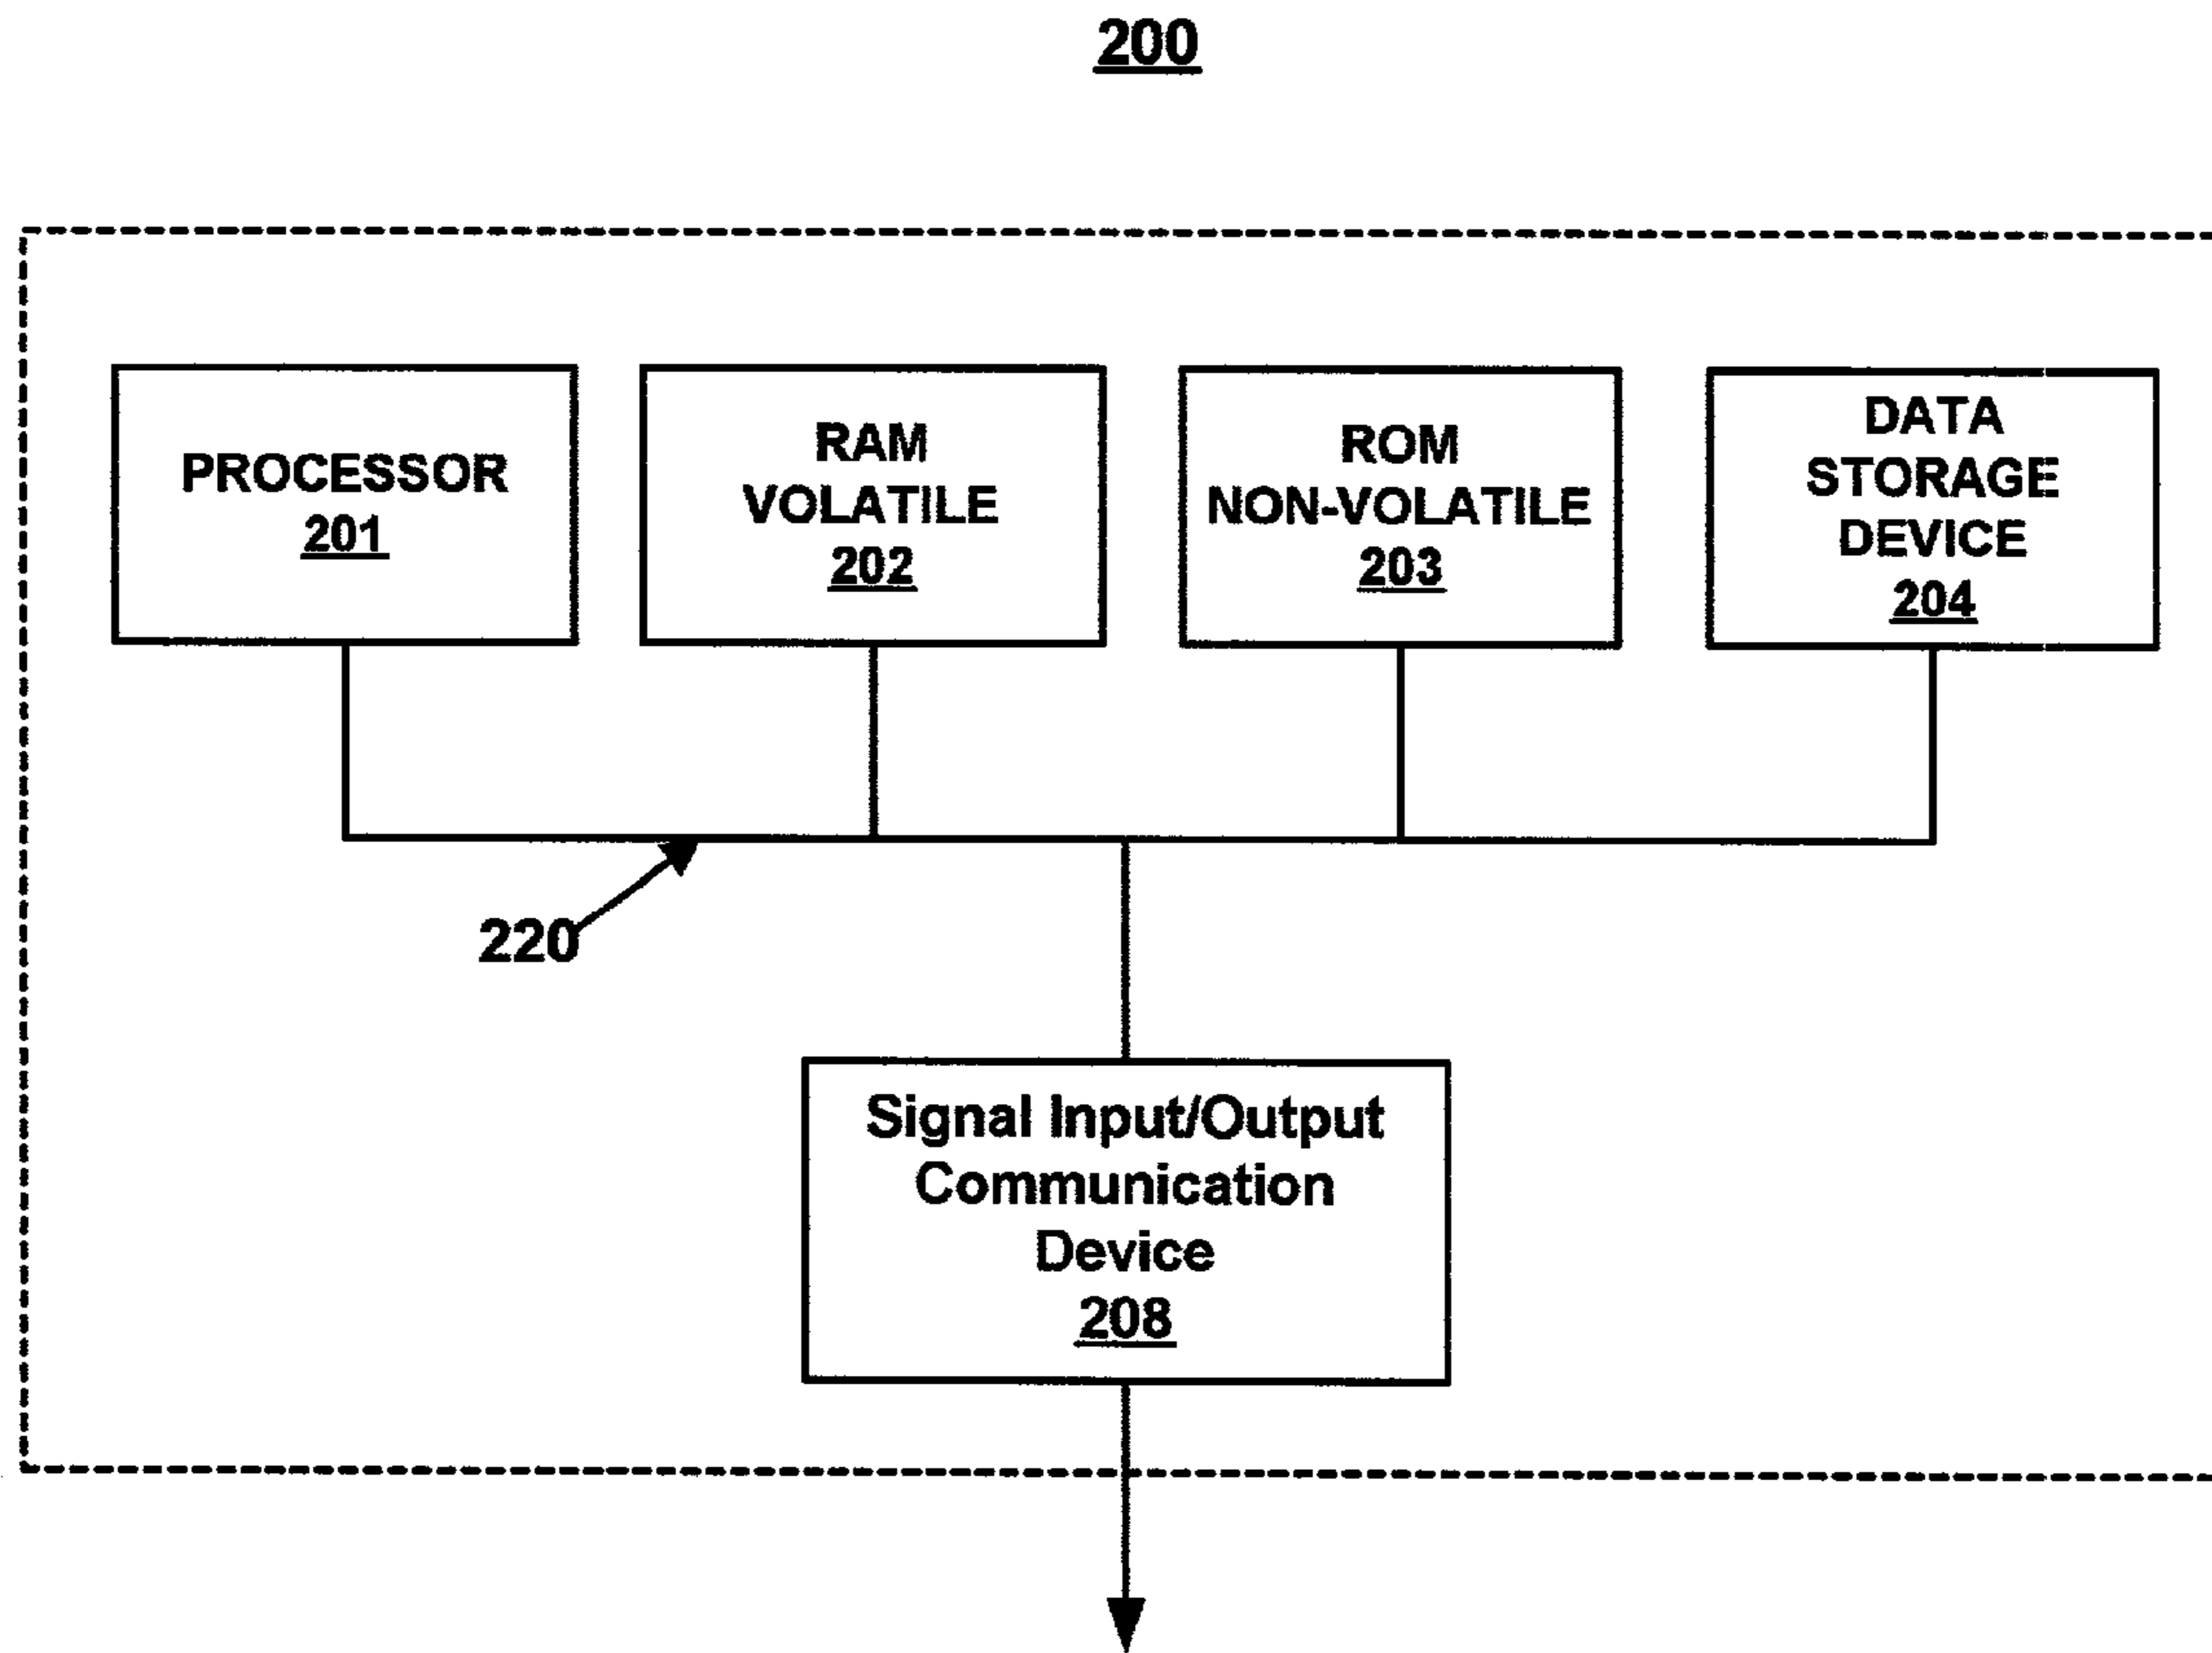 200
PROCESSOR
201
RAM
VOLATILE
202
ROM
NON-VOLATILE
203
DATA
STORAGE
DEVICE
204
220
Signal Input/Output
Communication
Device
208